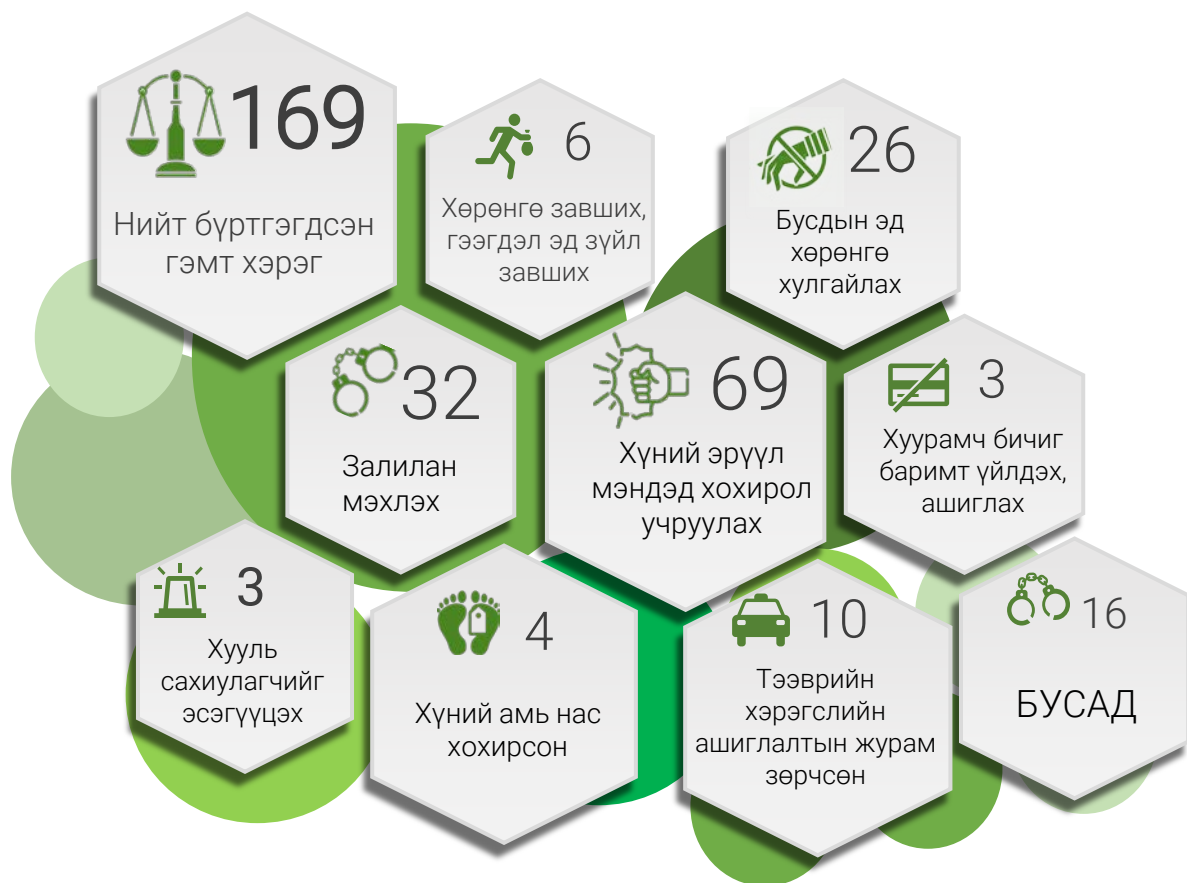 169
Нийт бүртгэгдсэн
гэмт хэрэг
6
Хөрөнгө завших,
гээгдэл эд зүйл
завших
26
Бусдын эд
хөрөнгө
хулгайлах
32
Залилан
мэхлэх
69
Хүний эрүүл
мэндэд хохирол
учруулах
3
Хуурамч бичиг
баримт үйлдэх,
ашиглах
3
Хууль
сахиулагчийг
эсэгүүцэх
4
Хүний амь нас
хохирсон
10
Тээврийн
хэрэгслийн
ашиглалтын журам
зөрчсөн
16
БУСАД